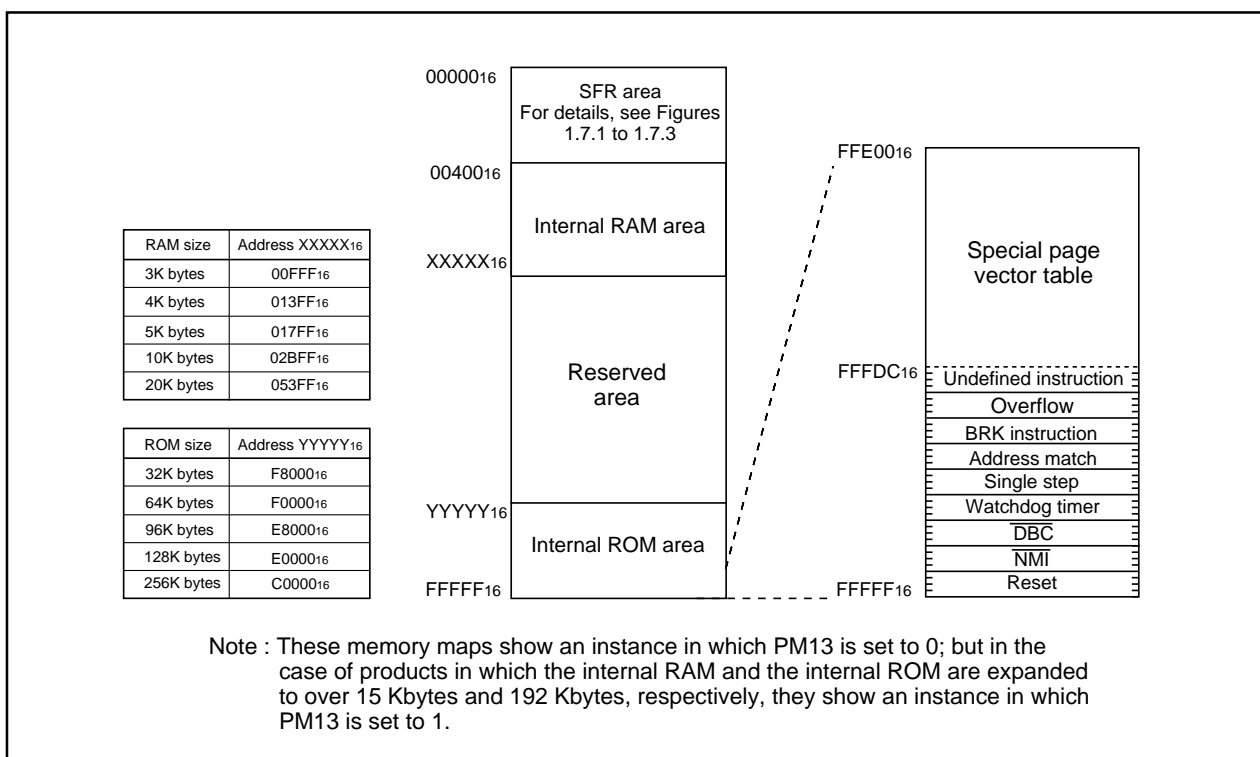 RAM size Address XXXXX16
3K bytes 00FFF16
4K bytes 013FF16
5K bytes 017FF16
10K bytes 02BFF16
20K bytes 053FF16
ROM size Address YYYYY16
32K bytes F800016
64K bytes F000016
96K bytes E800016
128K bytes E000016
256K bytes C000016
0000016
SFR area
For details, see Figures
1.7.1 to 1.7.3
0040016
Internal RAM area
XXXXX16
Reserved
area
YYYYY16
Internal ROM area
FFFFF16
FFE0016
Special page
vector table
FFFDC16
Undefined instruction
Overflow
BRK instruction
Address match
Single step
Watchdog timer
DBC
NMI
Reset
FFFFF16
Note : These memory maps show an instance in which PM13 is set to 0; but in the
case of products in which the internal RAM and the internal ROM are expanded
to over 15 Kbytes and 192 Kbytes, respectively, they show an instance in which
PM13 is set to 1.